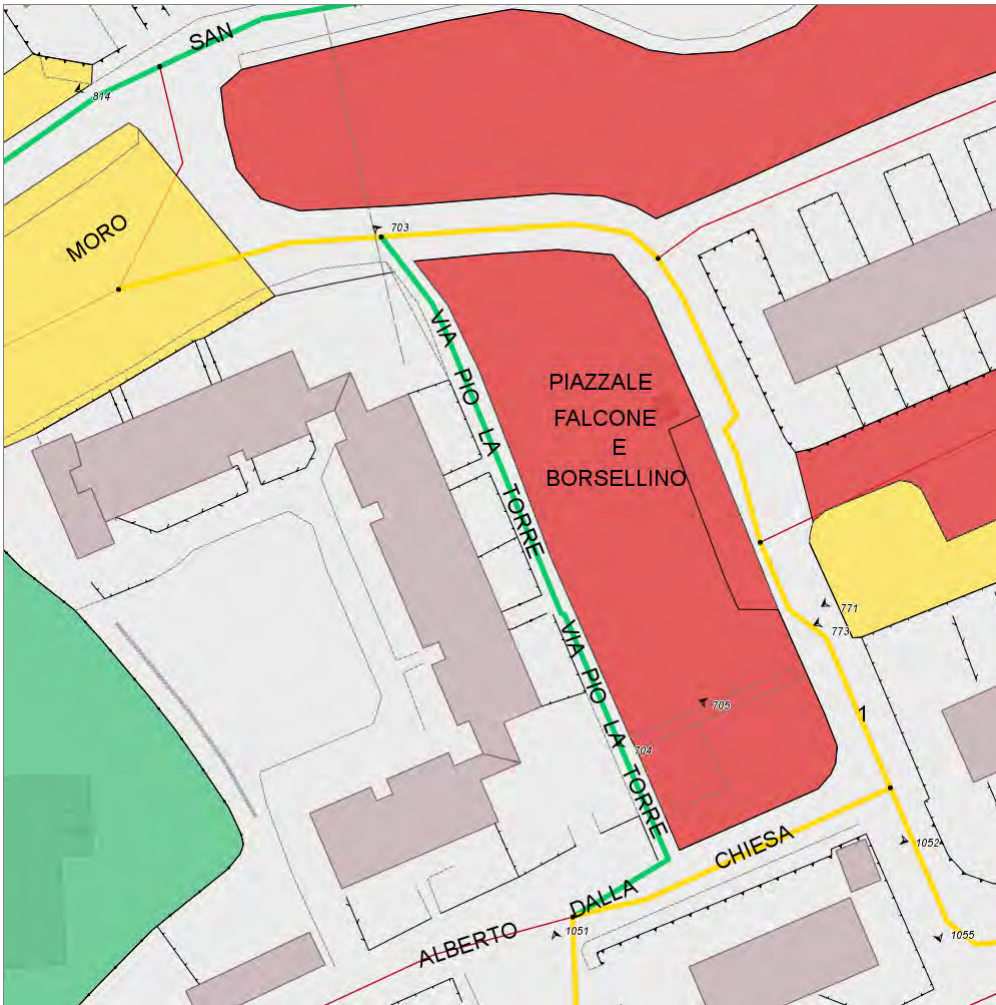 SAN
814
MORO
703
VIA PIO LA TORRE
PIAZZALE
FALCONE
E
BORSELLINO
771
773
VIA PIO LA TORRE
705
1
704
CHIESA
1052
DALLA
ALBERTO
1051
1055